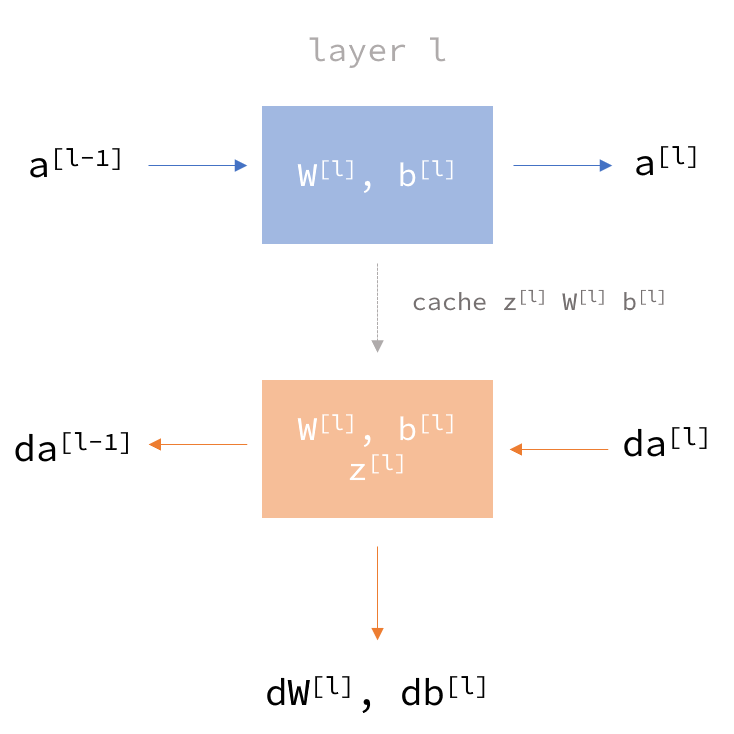 layer l
a[l-1]
W[l], b[l]
a[l]
cache z[l] W[l] b[l]
da[l-1]
W[l], b[l]
z[l]
da[l]
dW[l], db[l]